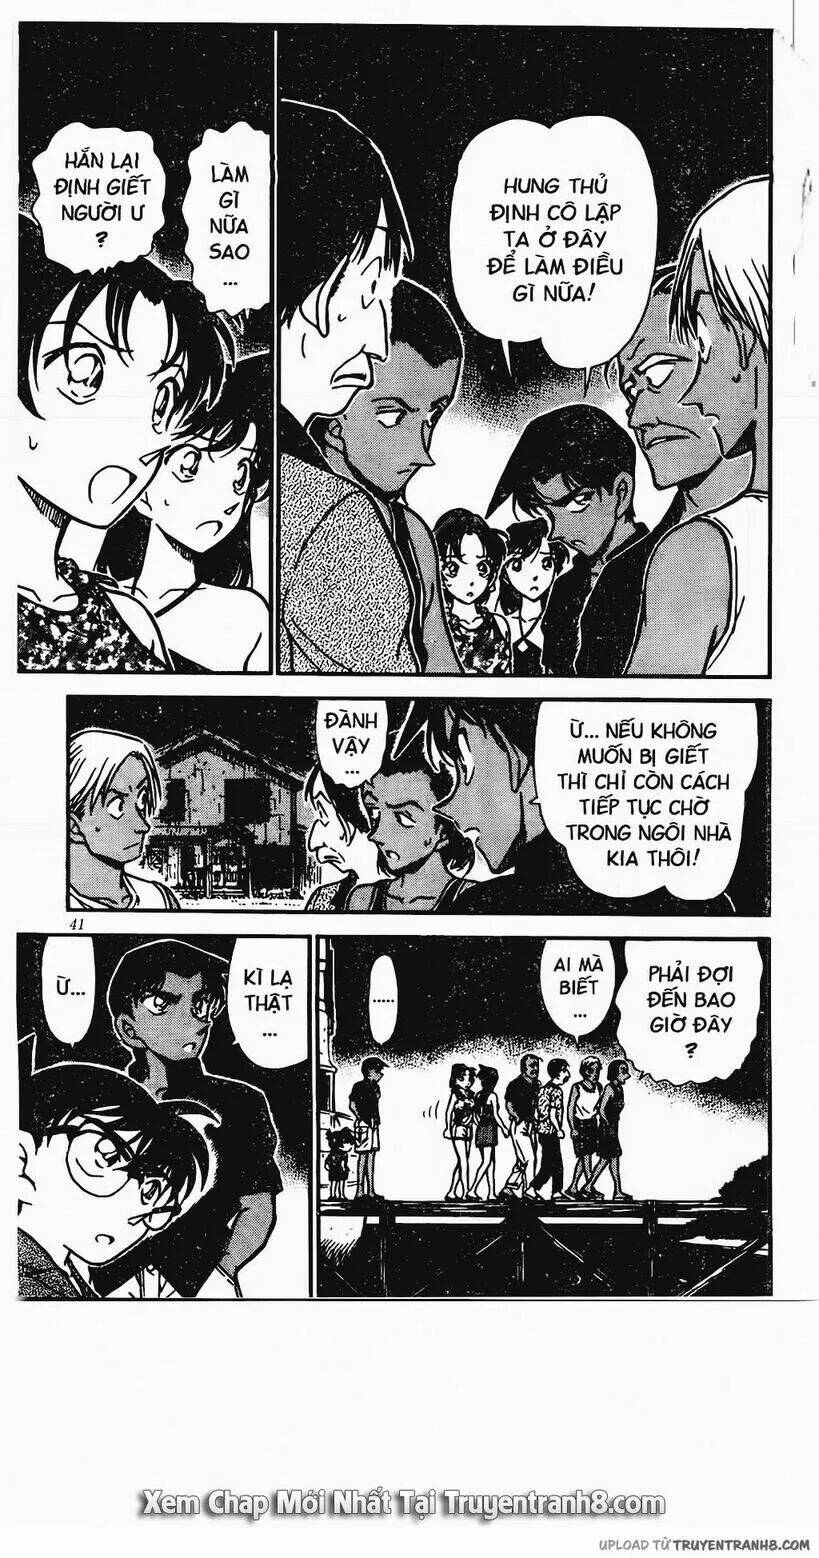 HUNG THỦ
ĐỊNH CÔ LẬP
TA Ở ĐÂY
ĐỂ LÀM ĐIỀU
GÌ NỮA!
LÀM
GÌ
NỮA
SAO
...
HẮN LẠI
ĐỊNH GIẾT
NGƯỜI Ư
?
Ừ... NẾU KHÔNG
MUỐN BỊ GIẾT
THÌ CHỈ CÒN CÁCH
TIẾP TỤC CHỜ
TRONG NGÔI NHÀ
KIA THÔI!
ĐÀNH
VẬY
...
41
PHẢI ĐỢI
ĐẾN BAO
GIỜ ĐÂY
?
AI MÀ
BIẾT
...
......
KÌ LẠ
THẬT
...
Ừ...
Xem Chap Mới Nhất Tại Truyentranh8.com
UPLOAD TỪ TRUYENTRANH8.COM